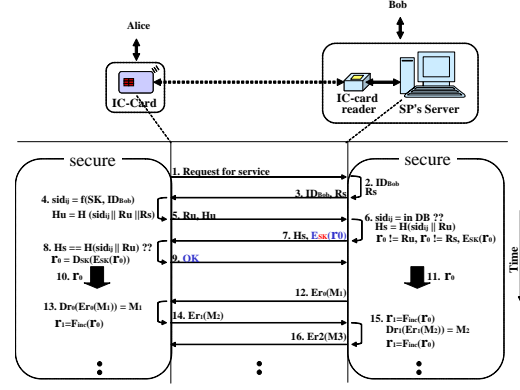 Alice
Bob
IC-Card
IC-card
reader
SP's Server
secure
secure
1. Request for service
2. IDBob
Rs
3. IDBob, Rs
4. sidij = f(SK, IDBob)
Hu = H (sidij || Ru ||Rs)
5. Ru, Hu
6. sidij = in DB ??
Hs = H(sidij || Ru)
r0 != Ru, r0 != Rs, ESK(r0)
7. Hs, ESK(r0)
8. Hs == H(sidij || Ru) ??
r0 = DSK(ESK(r0))
9. OK
10. r0
11. r0
Time
12. Er0(M1)
13. Dr0(Er0(M1)) = M1
r1=Finc(r0)
14. Er1(M2)
15. r1=Finc(r0)
Dr1(Er1(M2)) = M2
r1=Finc(r0)
16. Er2(M3)